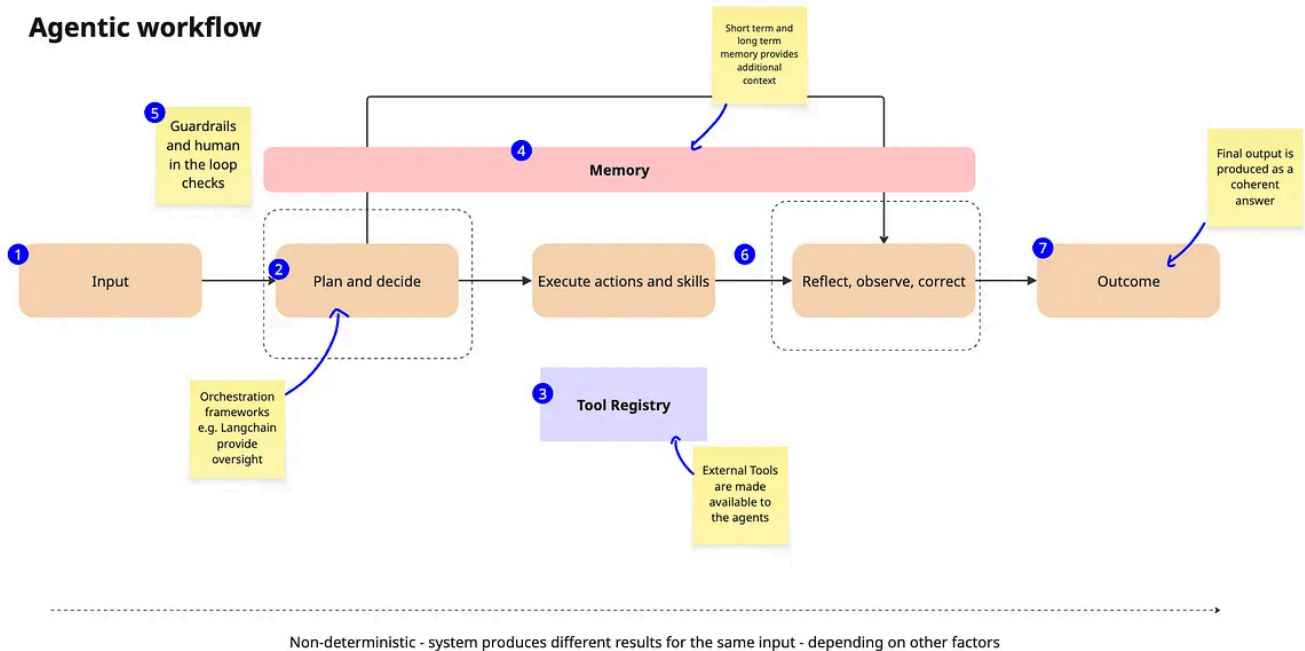 Agentic workflow
Short term and
long term
memory provides
additional
context
5
Guardrails
and human
in the loop
checks
4
Memory
Final output is
produced as a
coherent
answer
1
Input
2
Plan and decide
Execute actions and skills
6
Reflect, observe, correct
7
Outcome
Orchestration
frameworks
e.g. Langchain
provide
oversight
3
Tool Registry
External Tools
are made
available to
the agents
Non-deterministic - system produces different results for the same input - depending on other factors